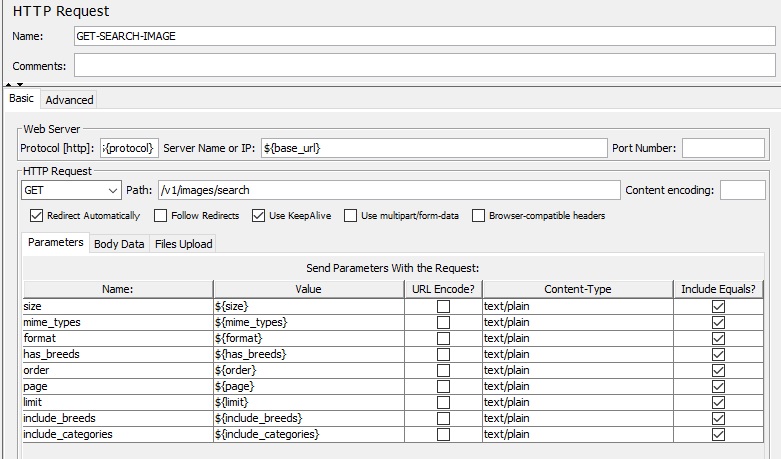 HTTP Request
Name: GET-SEARCH-IMAGE
Comments:
Basic Advanced
Web Server
Protocol [http]: {protocol} Server Name or IP: ${base_url} Port Number:
HTTP Request
GET Path: /v1/images/search Content encoding:
Redirect Automatically Follow Redirects Use KeepAlive Use multipart/form-data Browser-compatible headers
Parameters Body Data Files Upload
Send Parameters With the Request:
Name: Value URL Encode? Content-Type Include Equals?
size ${size} text/plain
mime_types ${mime_types} text/plain
format ${format} text/plain
has_breeds ${has_breeds} text/plain
order ${order} text/plain
page ${page} text/plain
limit ${limit} text/plain
include_breeds ${include_breeds} text/plain
include_categories ${include_categories} text/plain